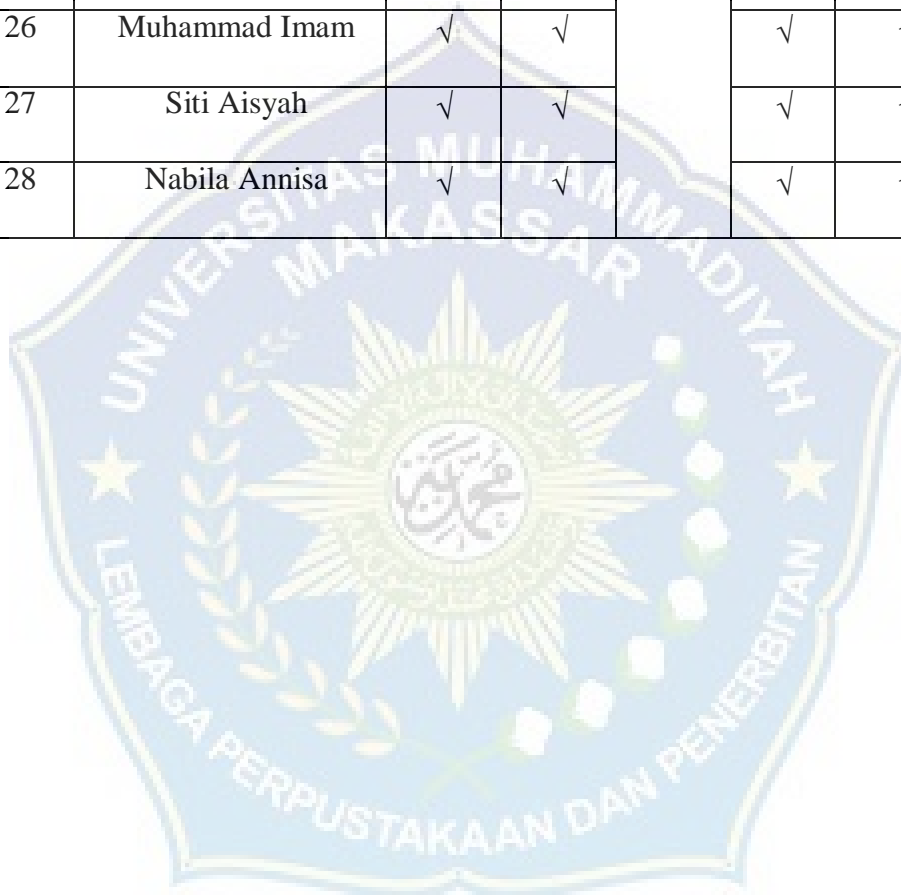 26 Muhammad Imam √ √ √
27 Siti Aisyah √ √ √
28 Nabila Annisa √ √ √
UNIVERSITAS MUHAMMADIYAH
MAKASSAR
LEMBAGA PERPUSTAKAAN DAN PENERBITAN